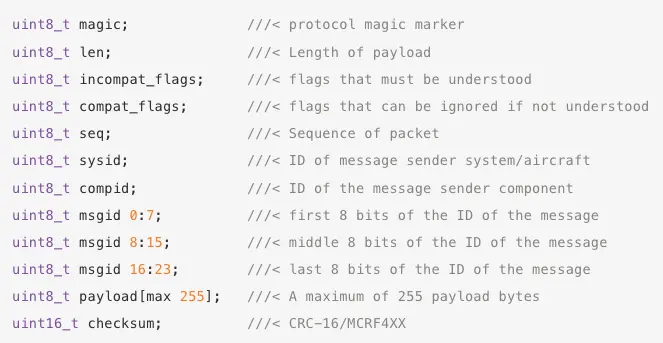 uint8_t magic; ///< protocol magic marker
uint8_t len; ///< Length of payload
uint8_t incompat_flags; ///< flags that must be understood
uint8_t compat_flags; ///< flags that can be ignored if not understood
uint8_t seq; ///< Sequence of packet
uint8_t sysid; ///< ID of message sender system/aircraft
uint8_t compid; ///< ID of the message sender component
uint8_t msgid 0:7; ///< first 8 bits of the ID of the message
uint8_t msgid 8:15; ///< middle 8 bits of the ID of the message
uint8_t msgid 16:23; ///< last 8 bits of the ID of the message
uint8_t payload[max 255]; ///< A maximum of 255 payload bytes
uint16_t checksum; ///< CRC-16/MCRF4XX